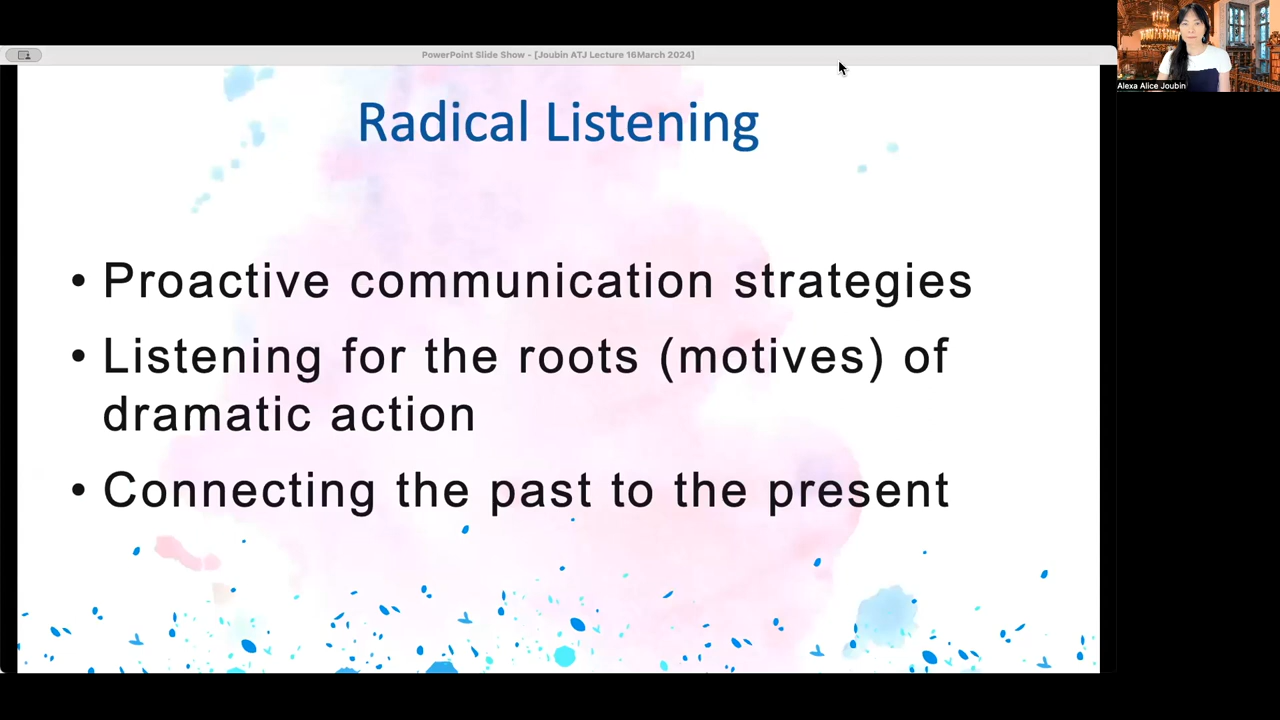 PowerPoint Slide Show - [Joubin ATJ Lecture 16March 2024]
Alexa Alice Joubin
Radical Listening
• Proactive communication strategies
• Listening for the roots (motives) of
dramatic action
• Connecting the past to the present